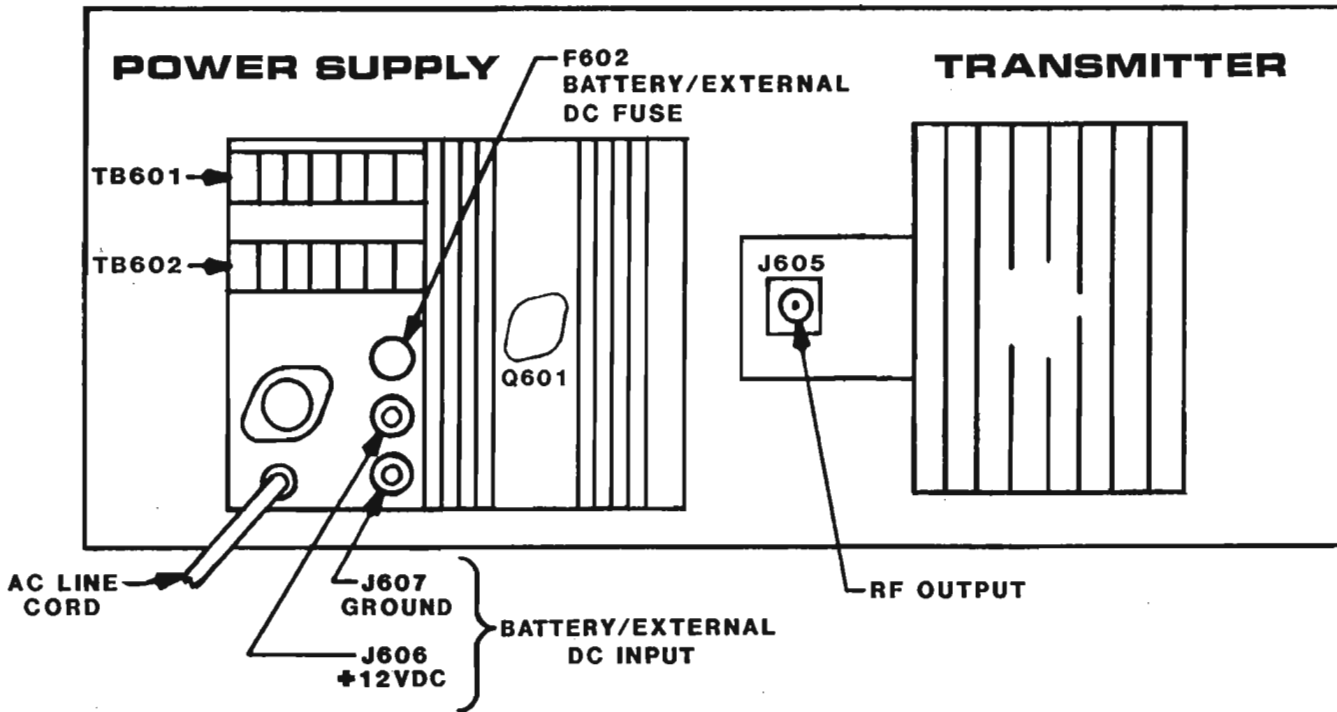 POWER SUPPLY
TRANSMITTER
F602
BATTERY/EXTERNAL
DC FUSE
TB601
TB602
J605
Q601
AC LINE
CORD
J607
GROUND
J606
+12VDC
BATTERY/EXTERNAL
DC INPUT
RF OUTPUT